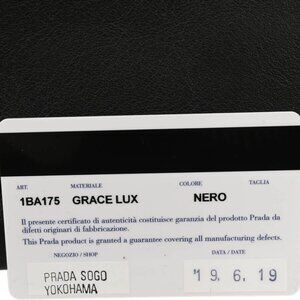 ART. MATERIALE COLORE TAGLIA
1BA175 GRACE LUX NERO
Il presente certificato di autenticità costituisce garanzia del prodotto Prada da
difetti originari di fabbricazione.
This Prada product is granted a guarantee covering all manufacturing defects.
NEGOZIO / SHOP DATA / DATE
PRADA SOGO
YOKOHAMA
'19. 6. 19